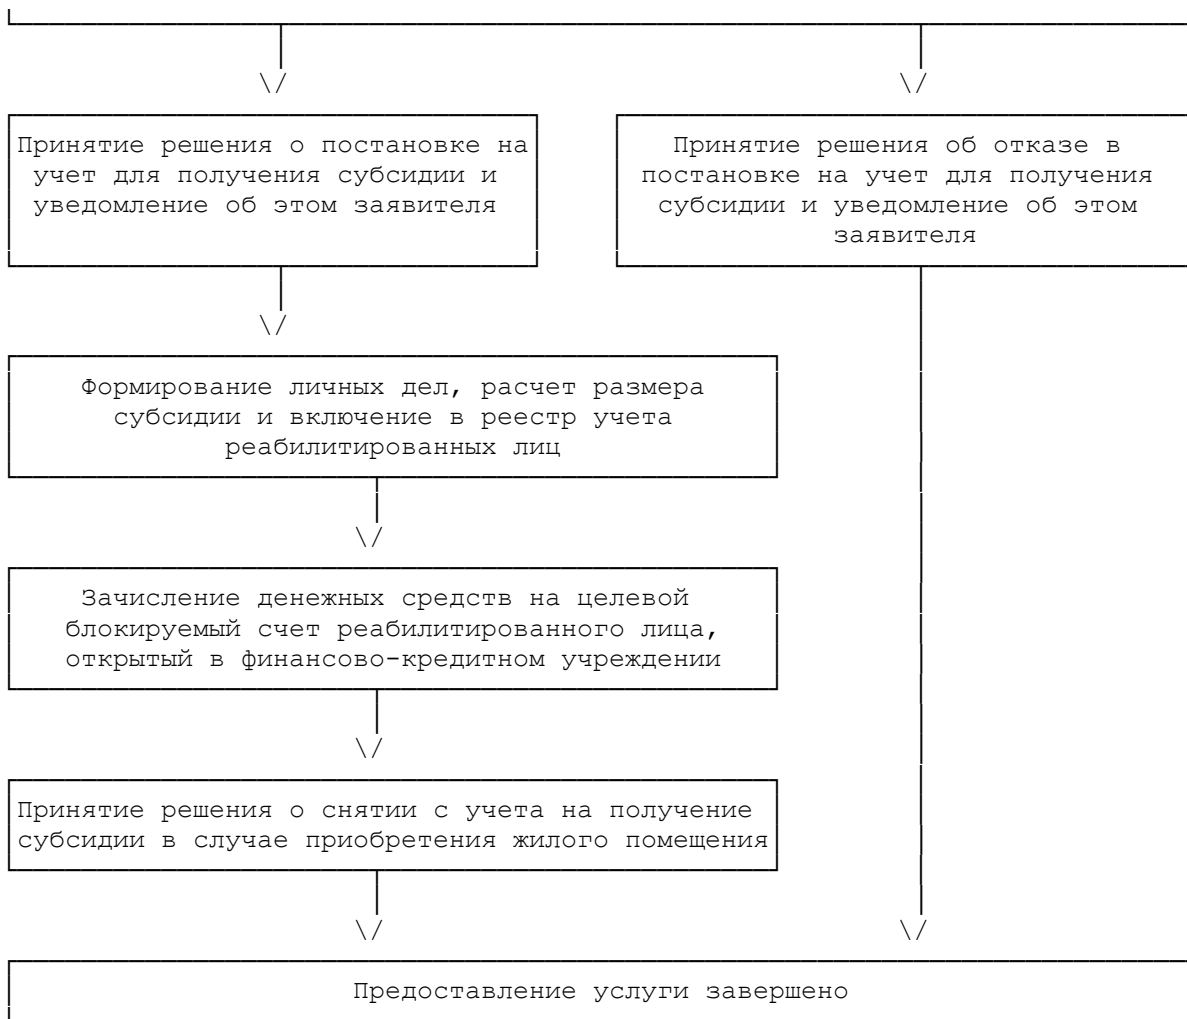 Принятие решения о постановке на
учет для получения субсидии и
уведомление об этом заявителя
Принятие решения об отказе в
постановке на учет для получения
субсидии и уведомление об этом
заявителя
Формирование личных дел, расчет размера
субсидии и включение в реестр учета
реабилитированных лиц
Зачисление денежных средств на целевой
блокируемый счет реабилитированного лица,
открытый в финансово-кредитном учреждении
Принятие решения о снятии с учета на получение
субсидии в случае приобретения жилого помещения
Предоставление услуги завершено